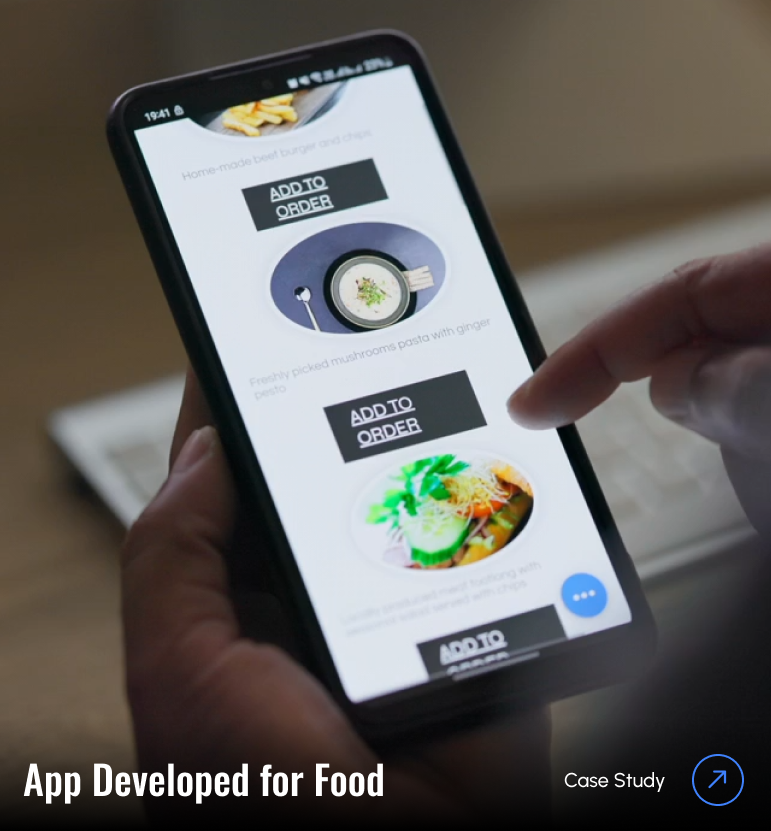 19:41
Home-made beef burger and chips
ADD TO
ORDER
Freshly picked mushrooms pasta with ginger
pesto
ADD TO
ORDER
Locally produced meat footlong with
seasonal salad served with chips
ADD TO
App Developed for Food
Case Study